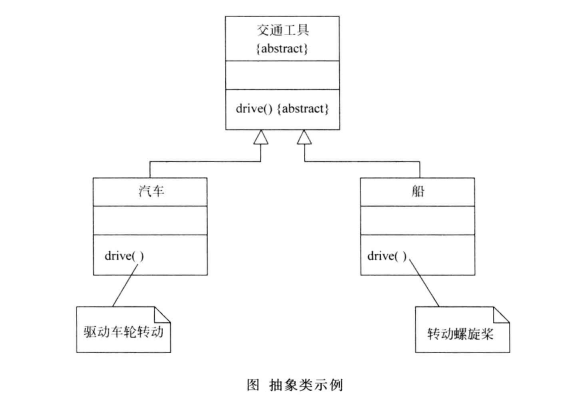 交通工具
{abstract}
drive() {abstract}
汽车
船
drive( )
drive( )
驱动车轮转动
转动螺旋桨
图 抽象类示例